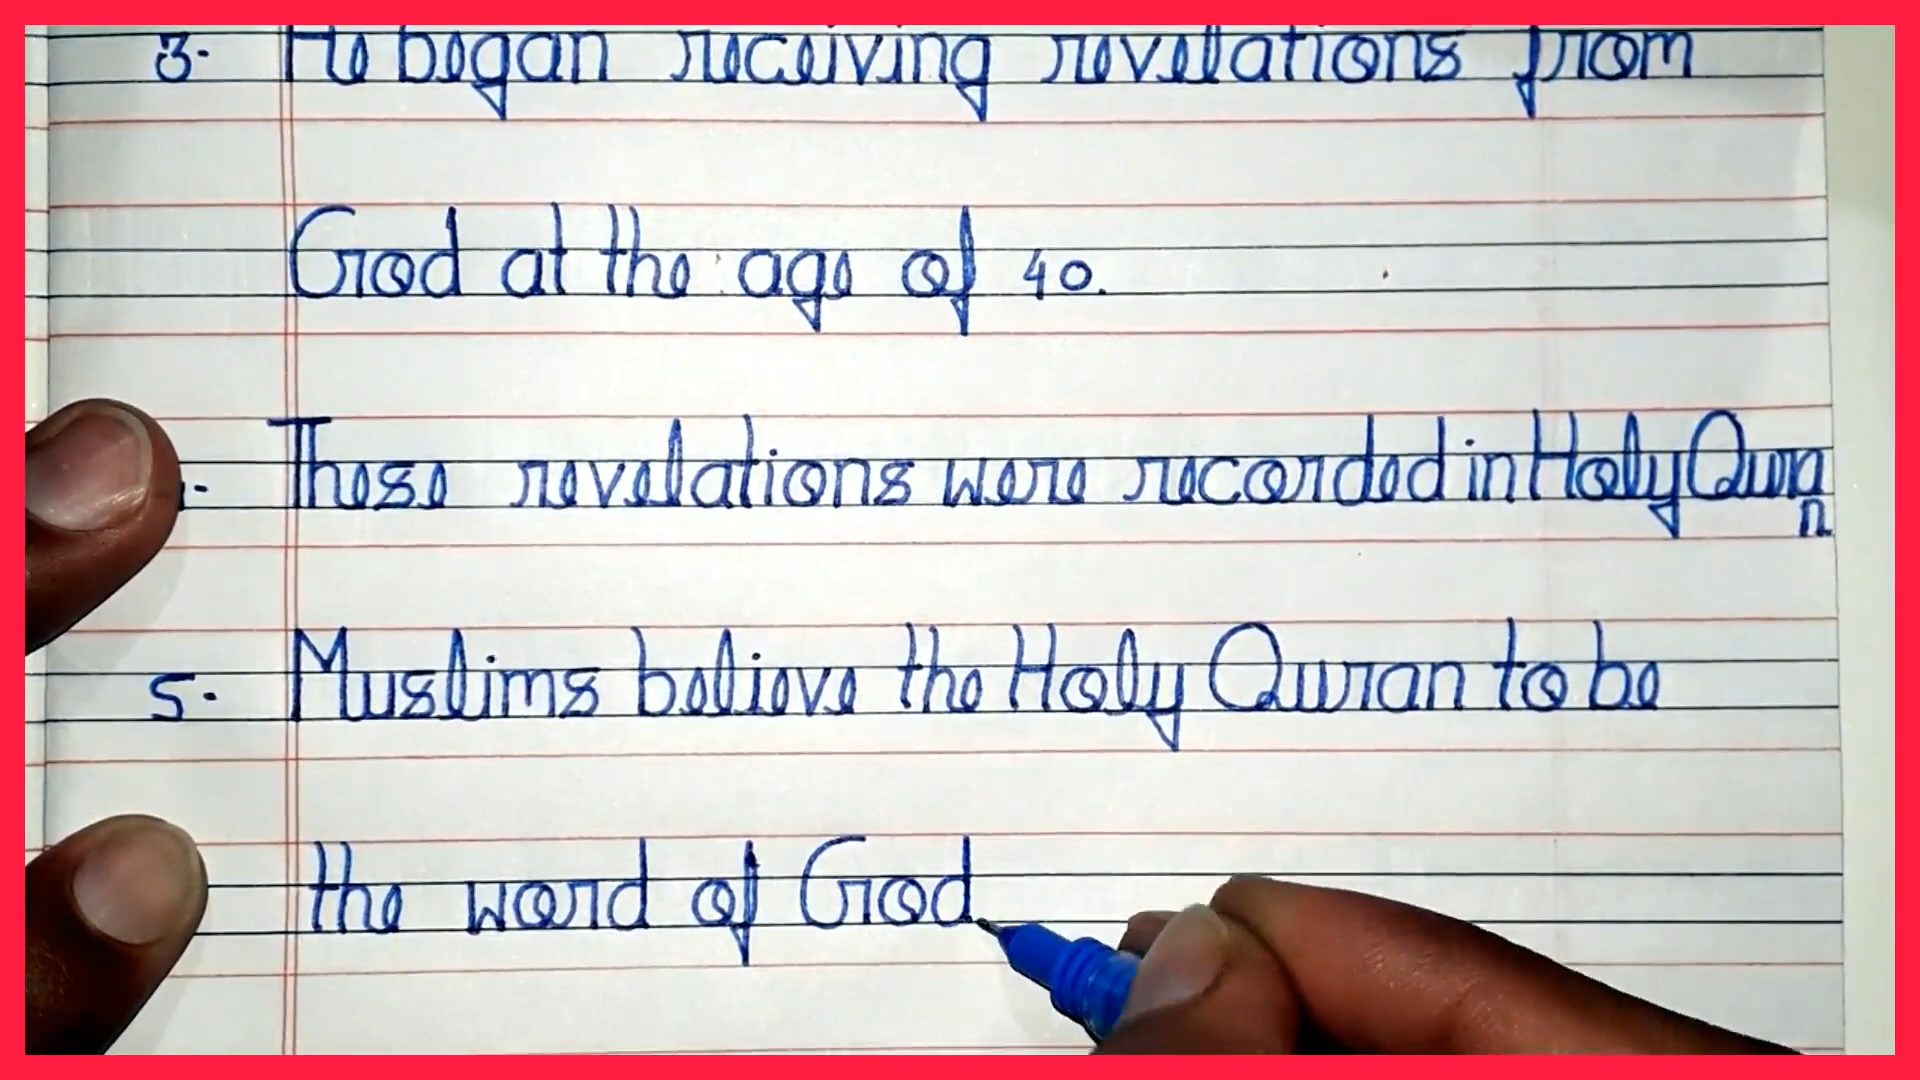 3. He began receiving revelations from
God at the age of 40.
These revelations were recorded in Holy Quran
5. Muslims believe the Holy Quran to be
the word of God